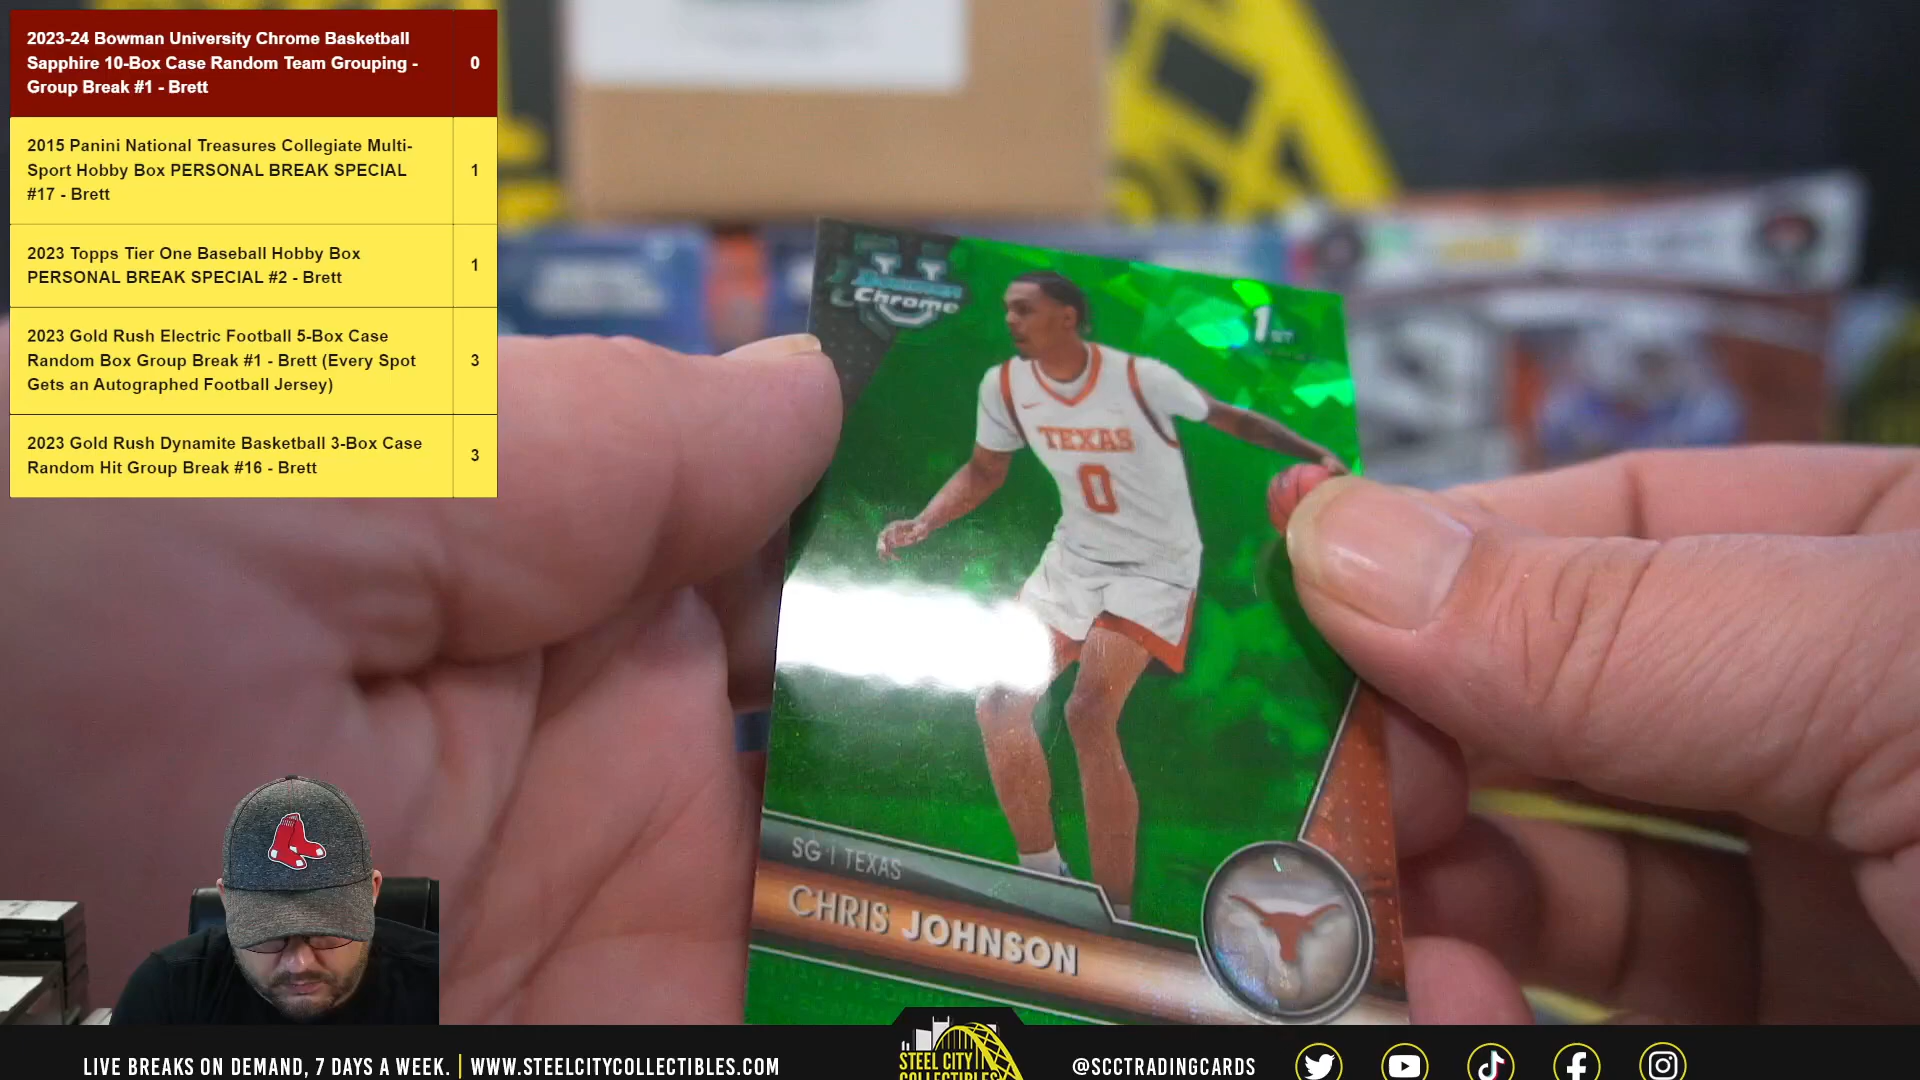 2023-24 Bowman University Chrome Basketball
Sapphire 10-Box Case Random Team Grouping -
Group Break #1 - Brett
0
2015 Panini National Treasures Collegiate Multi-
Sport Hobby Box PERSONAL BREAK SPECIAL
#17 - Brett
1
2023 Topps Tier One Baseball Hobby Box
PERSONAL BREAK SPECIAL #2 - Brett
1
2023 Gold Rush Electric Football 5-Box Case
Random Box Group Break #1 - Brett (Every Spot
Gets an Autographed Football Jersey)
3
2023 Gold Rush Dynamite Basketball 3-Box Case
Random Hit Group Break #16 - Brett
3
Bowman
Chrome
1ST
TEXAS
0
SG | TEXAS
CHRIS JOHNSON
LIVE BREAKS ON DEMAND, 7 DAYS A WEEK. | WWW.STEELCITYCOLLECTIBLES.COM
STEEL CITY
COLLECTIBLES
@SCCTRADINGCARDS